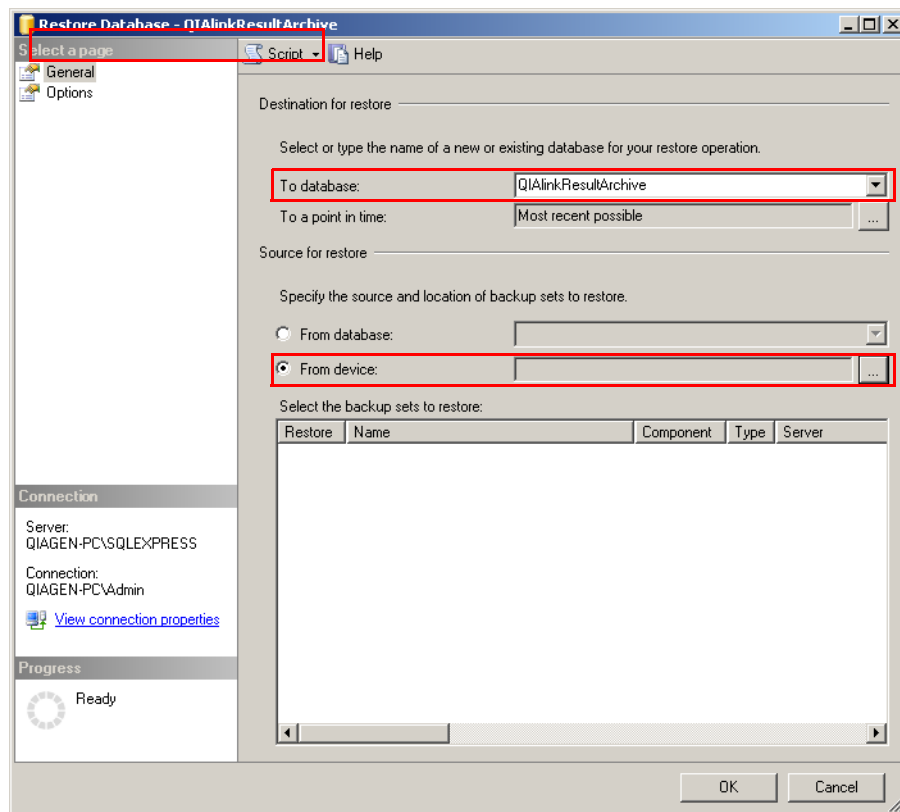 Restore Database - QIAlinkResultArchive
Select a page
General
Options
Script
Help
Destination for restore
Select or type the name of a new or existing database for your restore operation.
To database:
QIAlinkResultArchive
To a point in time:
Most recent possible
...
Source for restore
Specify the source and location of backup sets to restore.
From database:
From device:
...
Select the backup sets to restore:
Restore Name Component Type Server
Connection
Server:
QIAGEN-PC\SQLEXPRESS
Connection:
QIAGEN-PC\Admin
View connection properties
Progress
Ready
OK Cancel